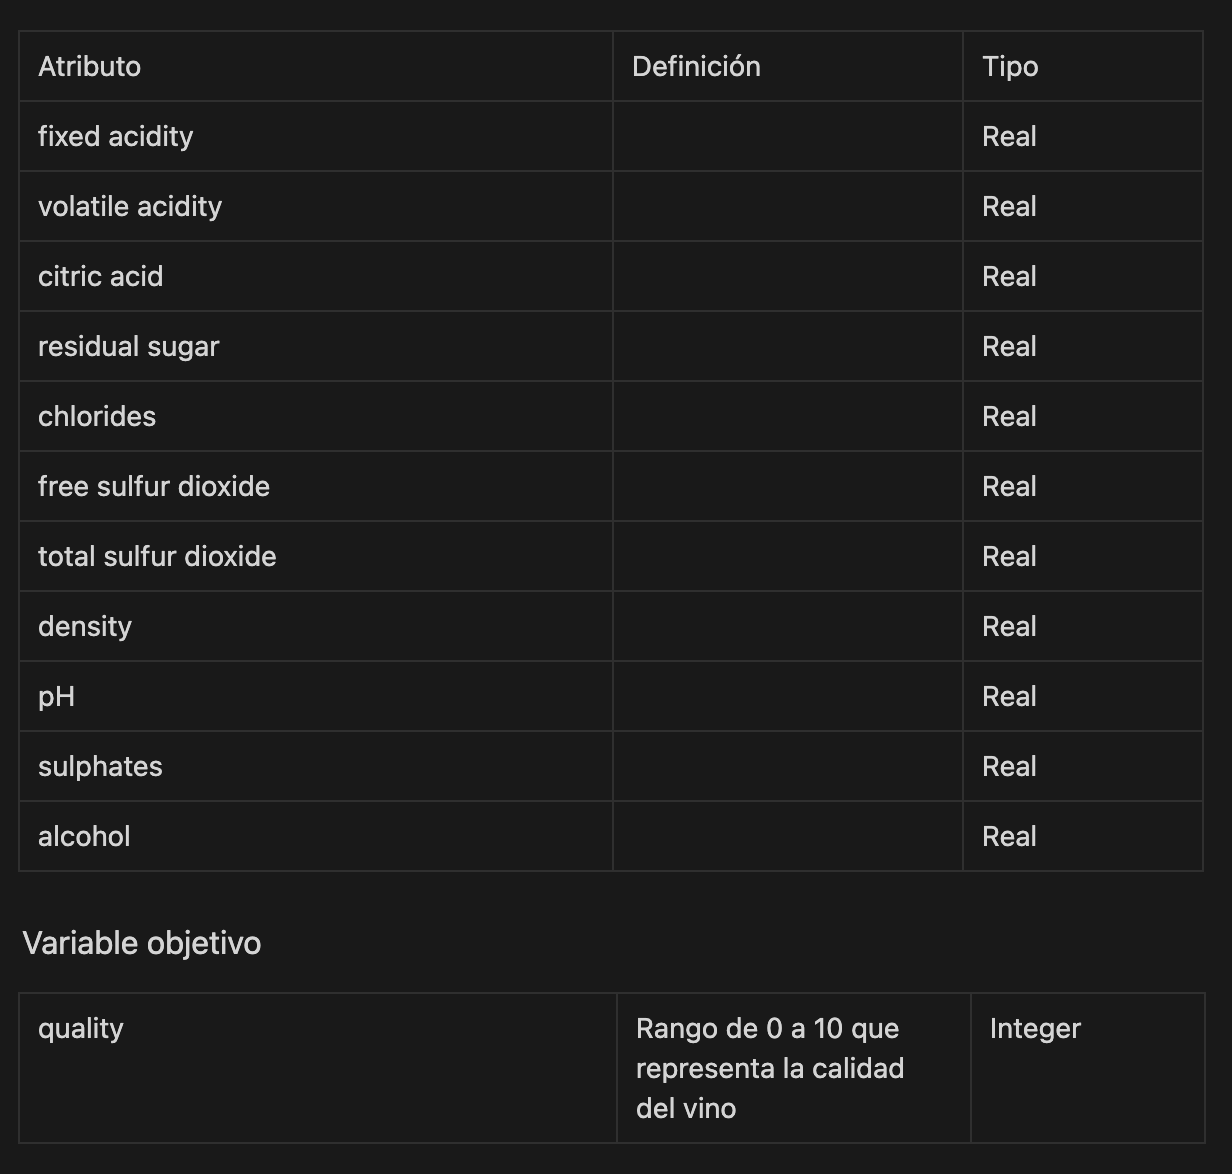 Atributo Definición Tipo
fixed acidity Real
volatile acidity Real
citric acid Real
residual sugar Real
chlorides Real
free sulfur dioxide Real
total sulfur dioxide Real
density Real
pH Real
sulphates Real
alcohol Real
Variable objetivo
quality Rango de 0 a 10 que Integer
representa la calidad
del vino